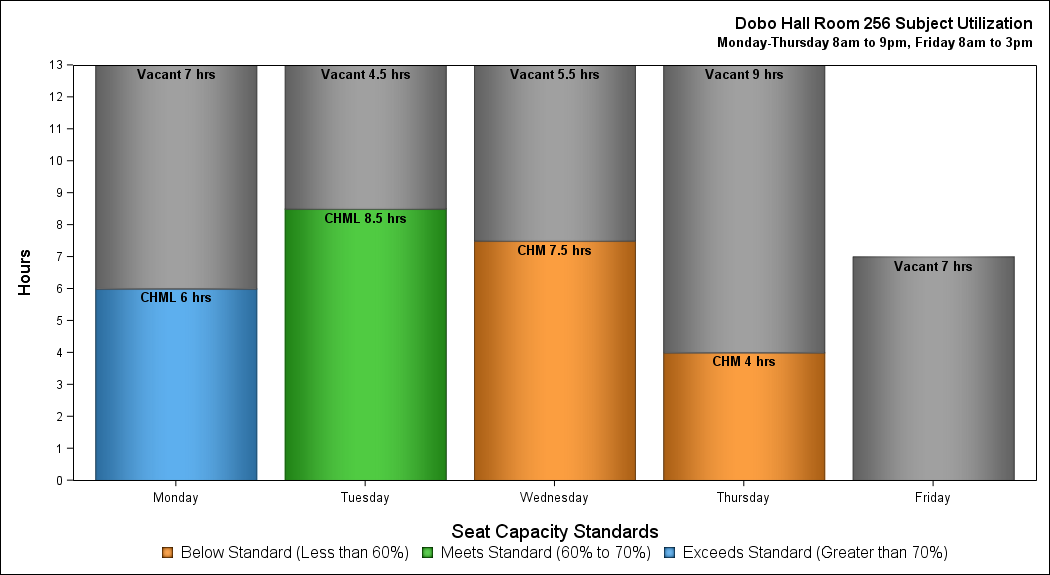 Dobo Hall Room 256 Subject Utilization
Monday-Thursday 8am to 9pm, Friday 8am to 3pm
Hours
13
12
11
10
9
8
7
6
5
4
3
2
1
0
Vacant 7 hrs
CHML 6 hrs
Vacant 4.5 hrs
CHML 8.5 hrs
Vacant 5.5 hrs
CHM 7.5 hrs
Vacant 9 hrs
CHM 4 hrs
Vacant 7 hrs
Monday Tuesday Wednesday Thursday Friday
Seat Capacity Standards
Below Standard (Less than 60%) Meets Standard (60% to 70%) Exceeds Standard (Greater than 70%)